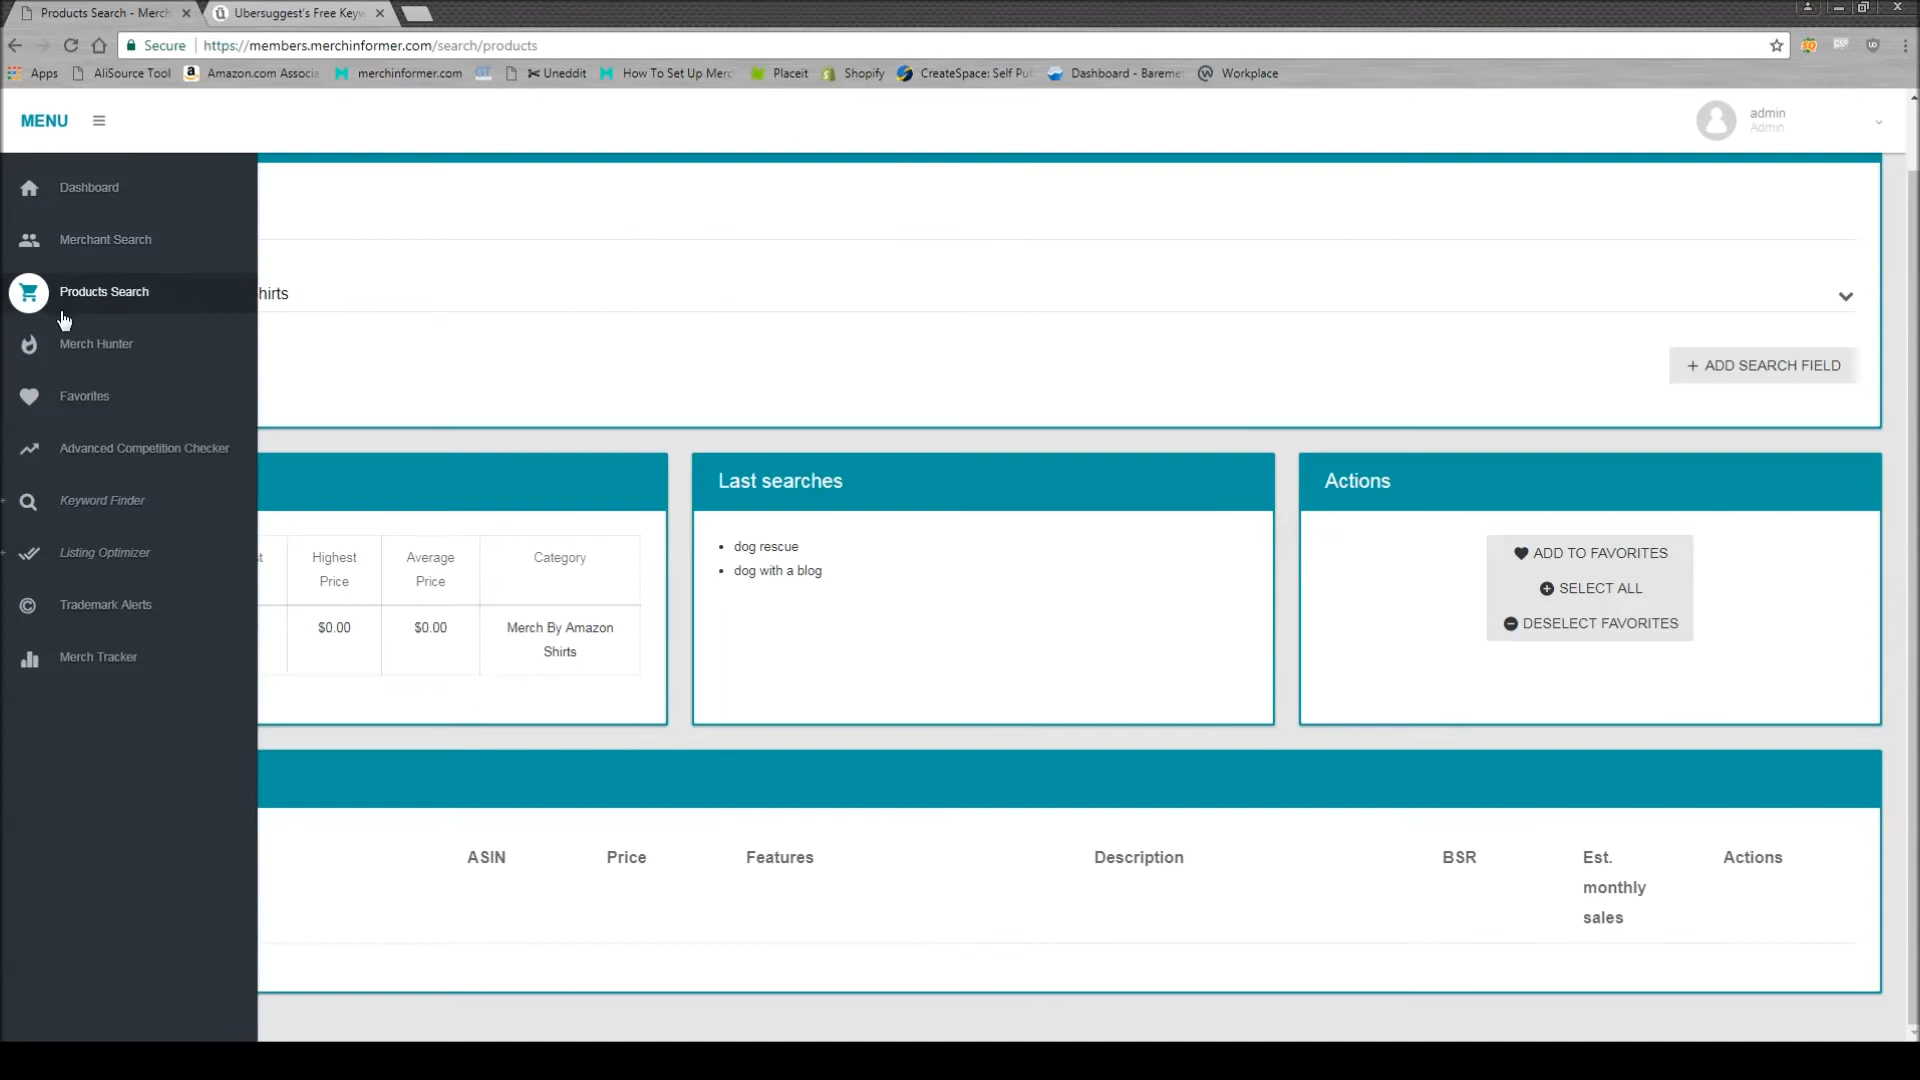 Products Search - Merch
Ubersuggest's Free Keyw
Secure
https://members.merchinformer.com/search/products
Apps
AliSource Tool
Amazon.com Associa
merchinformer.com
GT
Uneddit
How To Set Up Merc
Placeit
Shopify
CreateSpace: Self Pu
Dashboard - Bareme
Workplace
MENU
admin
Admin
Dashboard
Merchant Search
Products Search
hirts
Merch Hunter
+ ADD SEARCH FIELD
Favorites
Advanced Competition Checker
Keyword Finder
Listing Optimizer
Trademark Alerts
Merch Tracker
st
Highest
Price
Average
Price
Category
$0.00
$0.00
Merch By Amazon
Shirts
Last searches
• dog rescue
• dog with a blog
Actions
ADD TO FAVORITES
SELECT ALL
DESELECT FAVORITES
ASIN
Price
Features
Description
BSR
Est.
monthly
sales
Actions